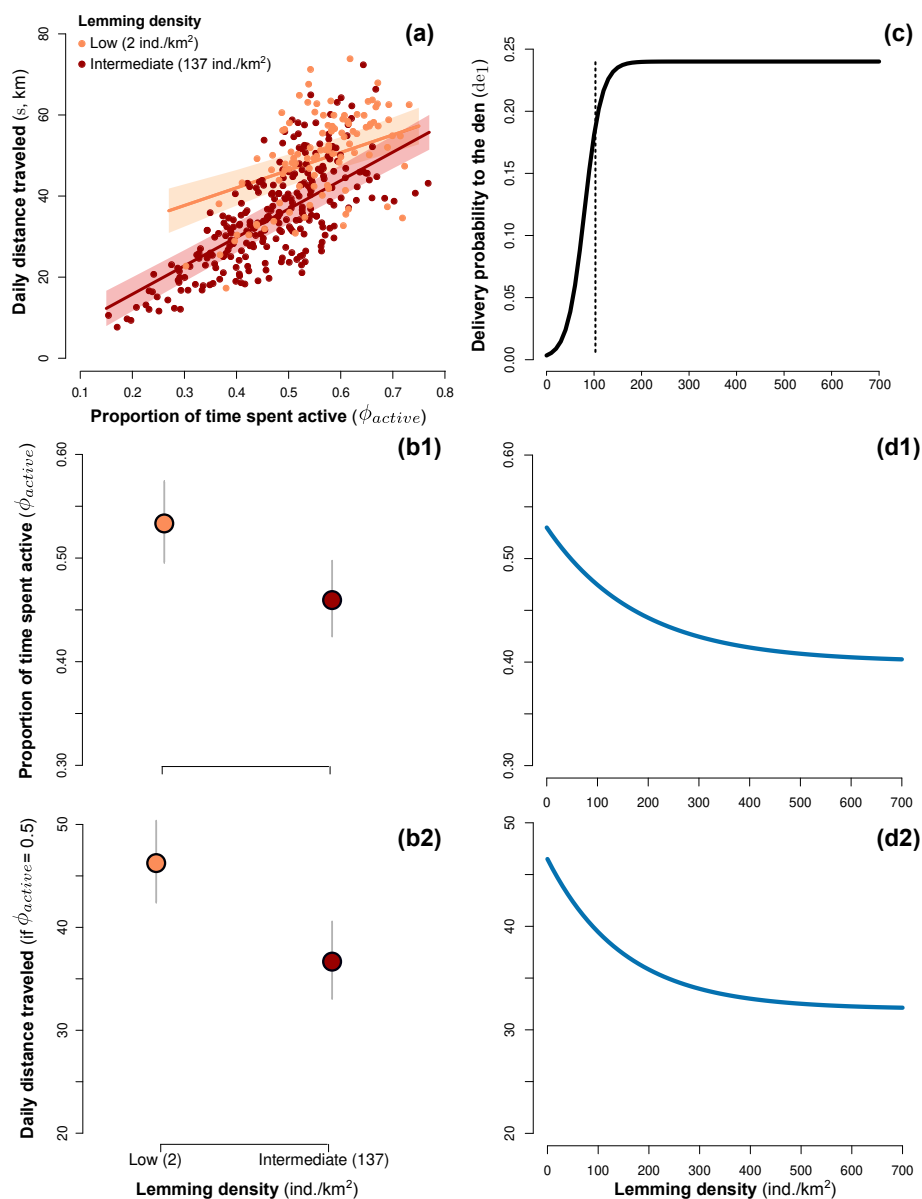 Lemming density
Low (2 ind./km²)
Intermediate (137 ind./km²)
(a)
Daily distance traveled (s, km)
0
20
40
60
80
0.1 0.2 0.3 0.4 0.5 0.6 0.7 0.8
Proportion of time spent active (ϕactive)
(c)
Delivery probability to the den (de1)
0.00
0.05
0.10
0.15
0.20
0.25
0 100 200 300 400 500 600 700
(b1)
Proportion of time spent active (ϕactive)
0.30
0.40
0.50
0.60
(d1)
0.30
0.40
0.50
0.60
0 100 200 300 400 500 600 700
(b2)
Daily distance traveled (if ϕactive= 0.5)
20
30
40
50
Low (2) Intermediate (137)
Lemming density (ind./km²)
(d2)
20
30
40
50
0 100 200 300 400 500 600 700
Lemming density (ind./km²)